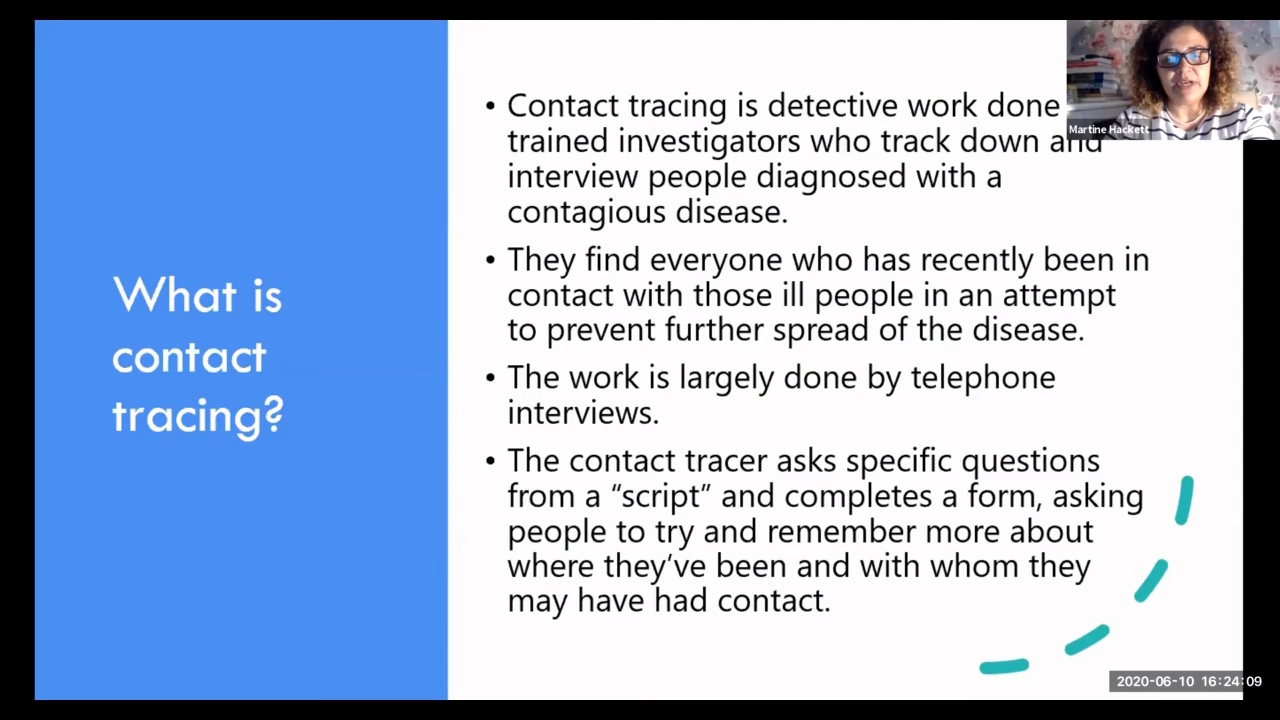 What is
contact
tracing?
• Contact tracing is detective work done
trained investigators who track down and
interview people diagnosed with a
contagious disease.
• They find everyone who has recently been in
contact with those ill people in an attempt
to prevent further spread of the disease.
• The work is largely done by telephone
interviews.
• The contact tracer asks specific questions
from a “script” and completes a form, asking
people to try and remember more about
where they’ve been and with whom they
may have had contact.
Martine Hackett
2020-06-10 16:24:09